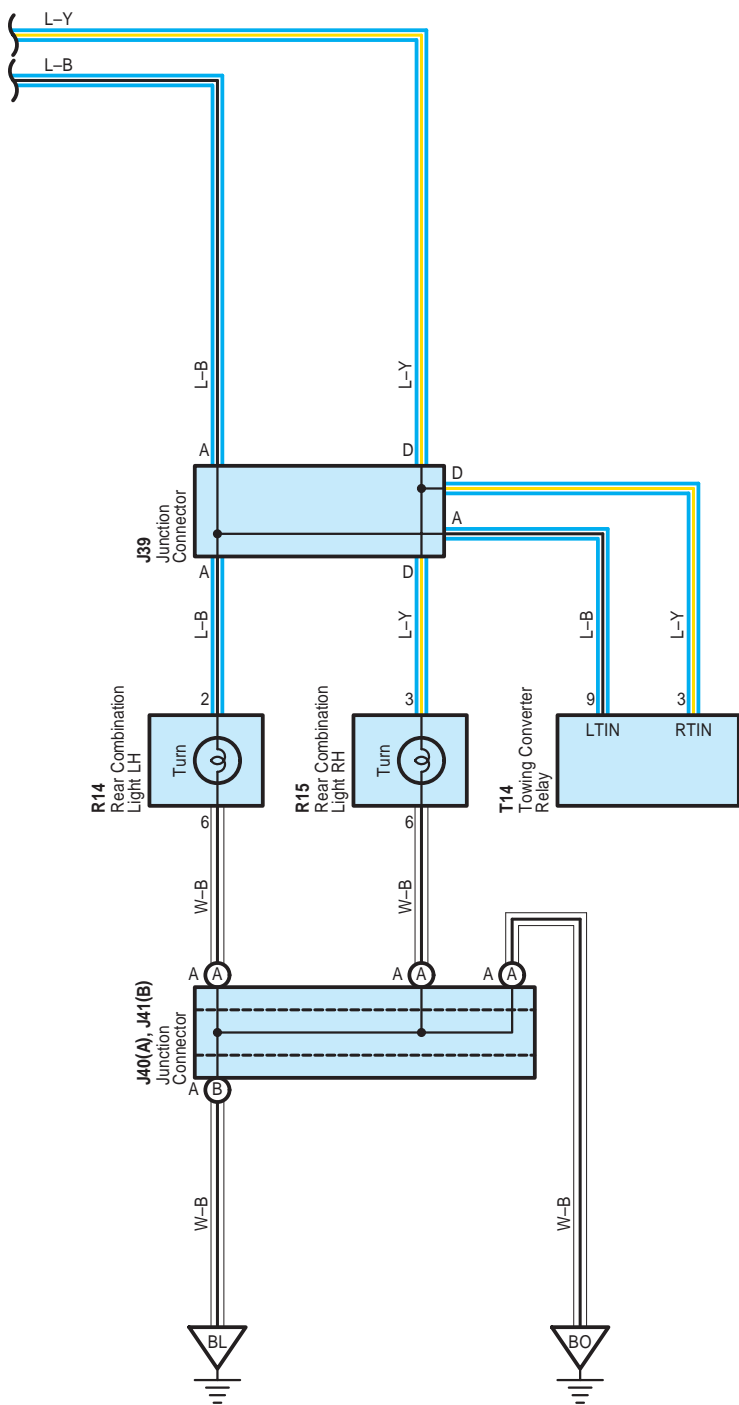 L–Y
L–B
L–B
L–Y
A
D
D
A
J39
Junction
Connector
A
D
L–B
L–Y
L–B
L–Y
2
3
9
3
R14
Rear Combination
Light LH
Turn
R15
Rear Combination
Light RH
Turn
T14
Towing Converter
Relay
LTIN
RTIN
6
6
W–B
W–B
A
A
A
A
A
A
J40(A), J41(B)
Junction
Connector
A
B
W–B
W–B
BL
BO